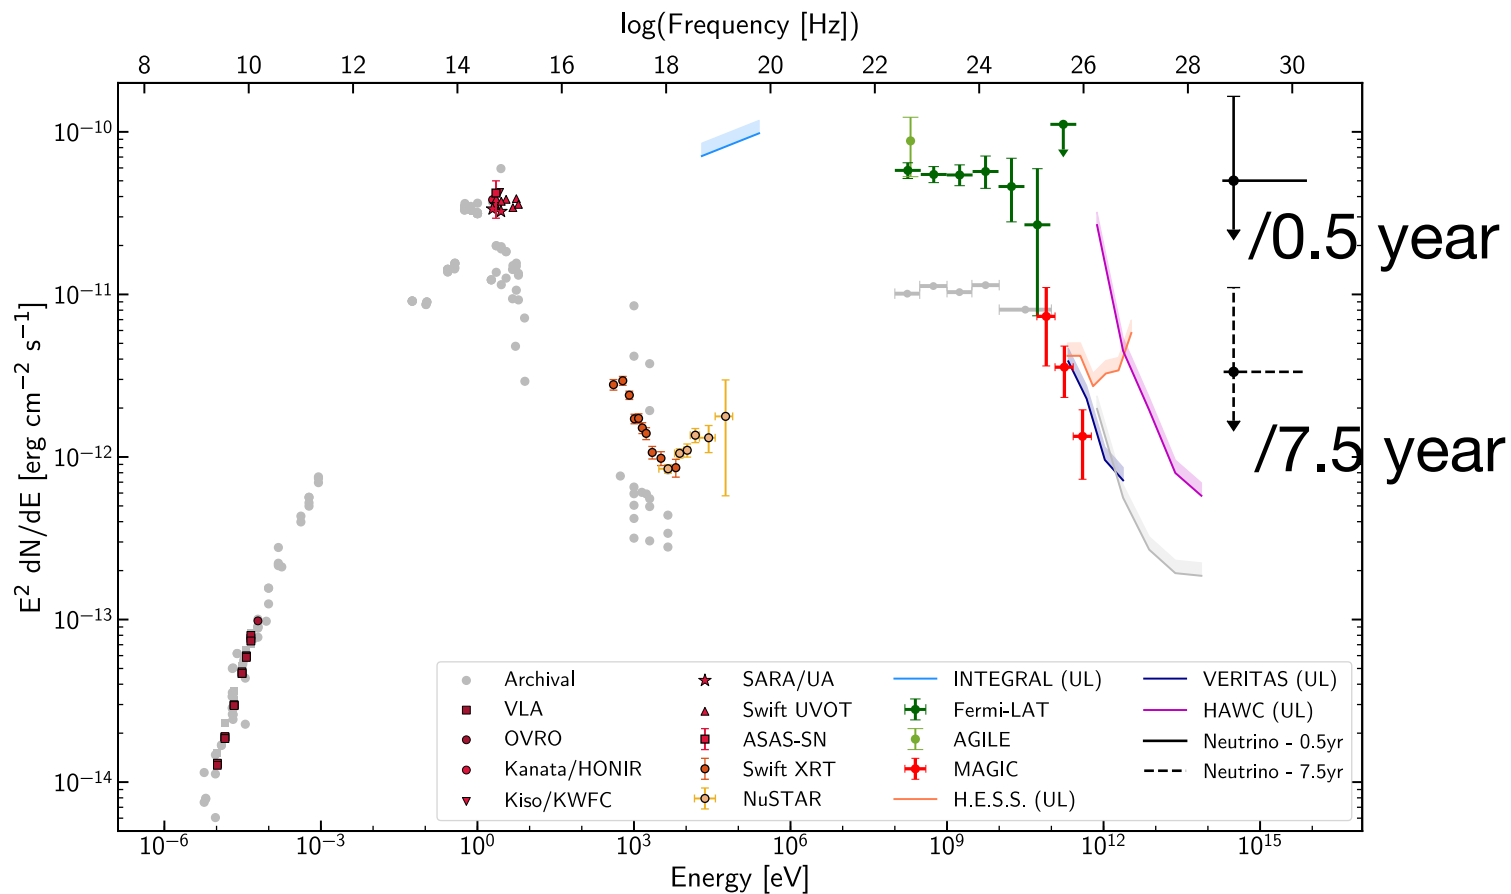 log(Frequency [Hz])
8 10 12 14 16 18 20 22 24 26 28 30
E² dN/dE [erg cm⁻² s⁻¹]
10⁻¹⁰
10⁻¹¹
10⁻¹²
10⁻¹³
10⁻¹⁴
/0.5 year
/7.5 year
Archival
VLA
OVRO
Kanata/HONIR
Kiso/KWFC
SARA/UA
Swift UVOT
ASAS-SN
Swift XRT
NuSTAR
INTEGRAL (UL)
Fermi-LAT
AGILE
MAGIC
H.E.S.S. (UL)
VERITAS (UL)
HAWC (UL)
Neutrino - 0.5yr
Neutrino - 7.5yr
10⁻⁶ 10⁻³ 10⁰ 10³ 10⁶ 10⁹ 10¹² 10¹⁵
Energy [eV]